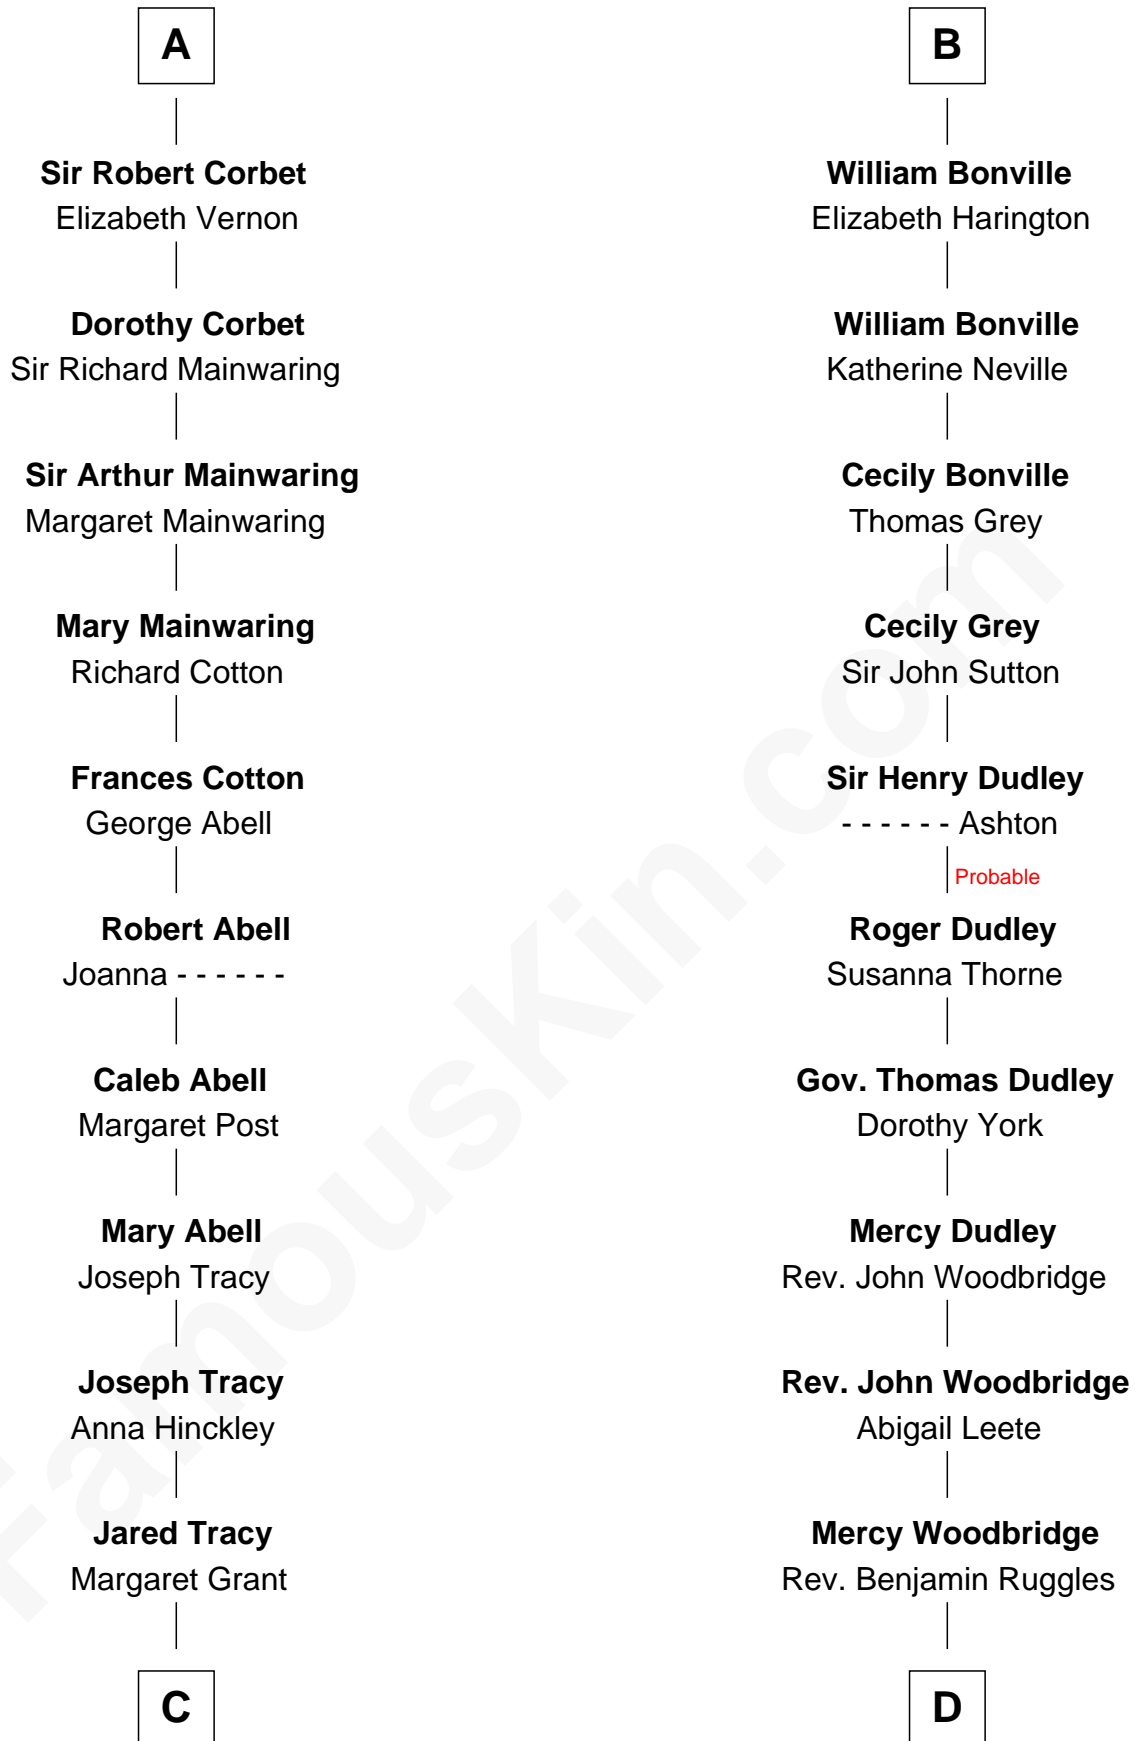 A
Sir Robert Corbet
Elizabeth Vernon
Dorothy Corbet
Sir Richard Mainwaring
Sir Arthur Mainwaring
Margaret Mainwaring
Mary Mainwaring
Richard Cotton
Frances Cotton
George Abell
Robert Abell
Joanna - - - - - -
Caleb Abell
Margaret Post
Mary Abell
Joseph Tracy
Joseph Tracy
Anna Hinckley
Jared Tracy
Margaret Grant
C
B
William Bonville
Elizabeth Harington
William Bonville
Katherine Neville
Cecily Bonville
Thomas Grey
Cecily Grey
Sir John Sutton
Sir Henry Dudley
- - - - - - Ashton
Probable
Roger Dudley
Susanna Thorne
Gov. Thomas Dudley
Dorothy York
Mercy Dudley
Rev. John Woodbridge
Rev. John Woodbridge
Abigail Leete
Mercy Woodbridge
Rev. Benjamin Ruggles
D
FamousKin.com